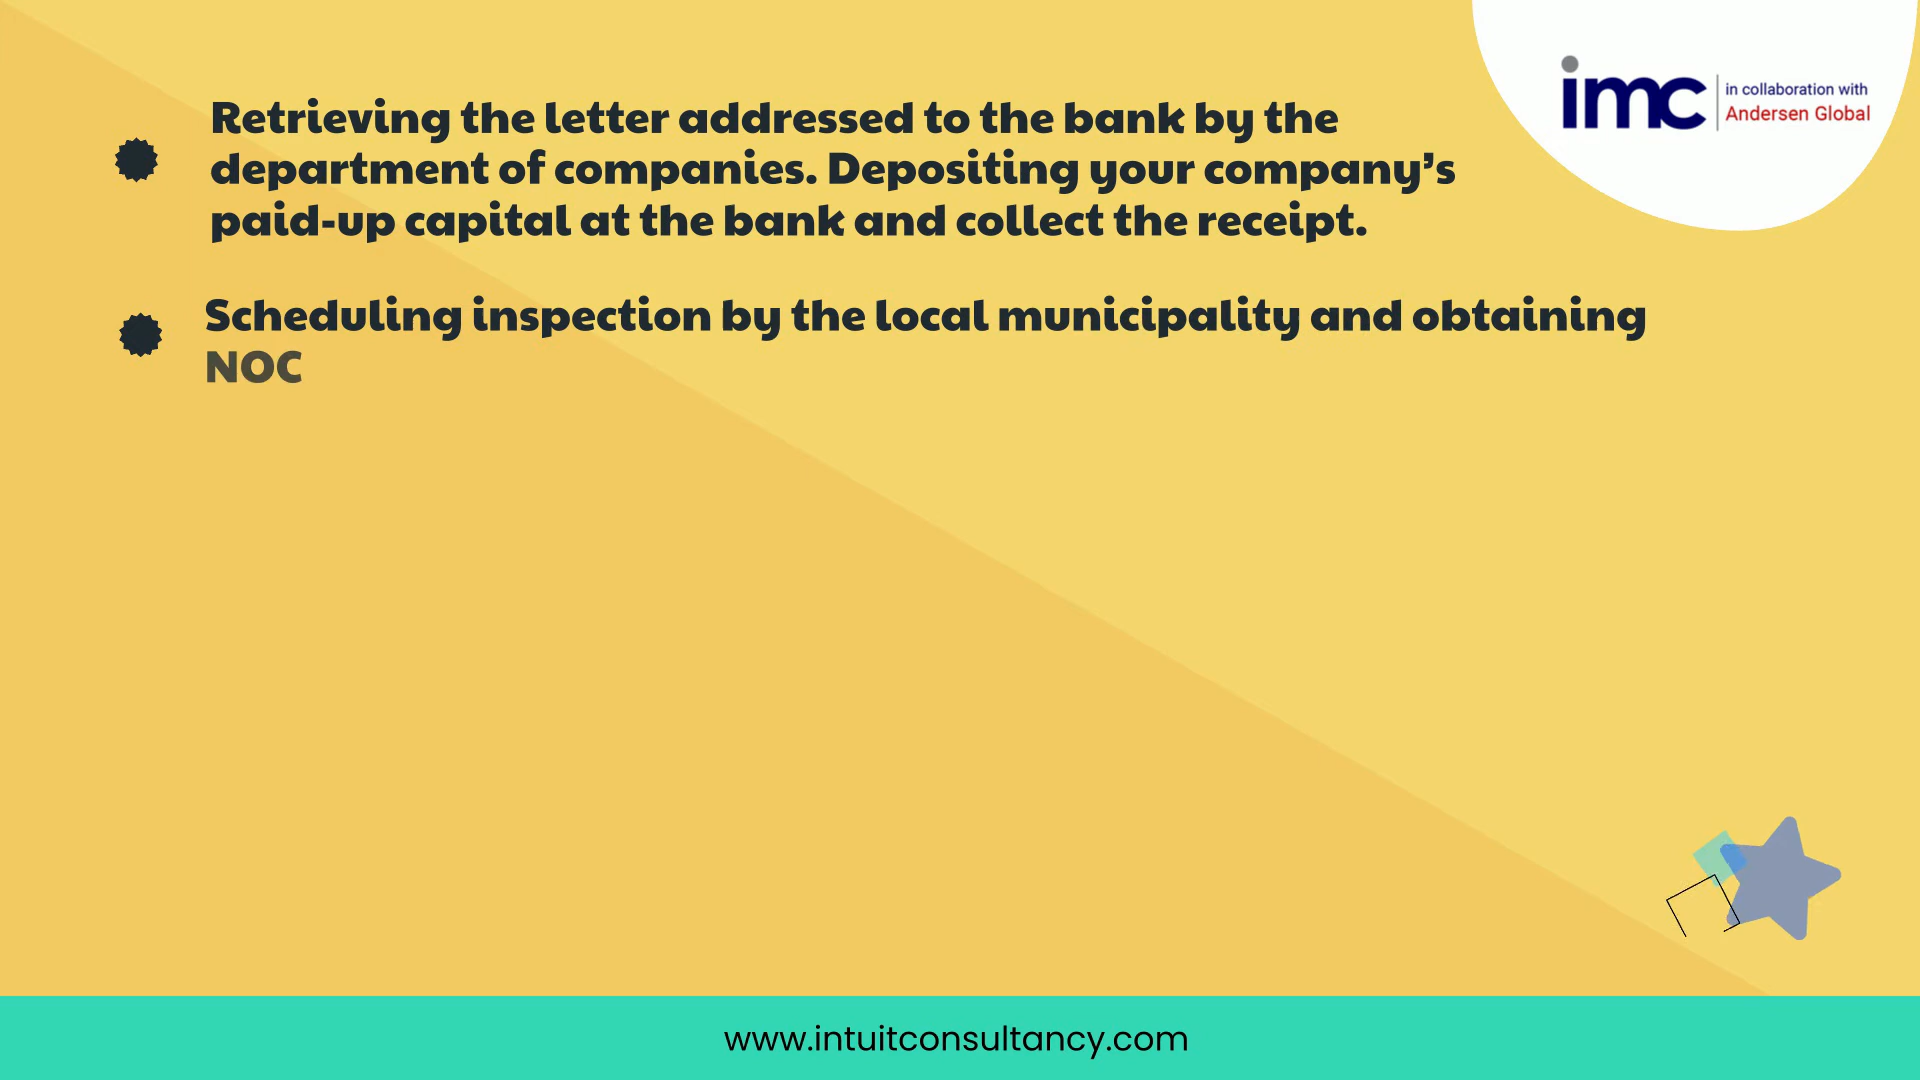 Retrieving the letter addressed to the bank by the
department of companies. Depositing your company’s
paid-up capital at the bank and collect the receipt.
Scheduling inspection by the local municipality and obtaining
NOC
imc
in collaboration with
Andersen Global
www.intuitconsultancy.com